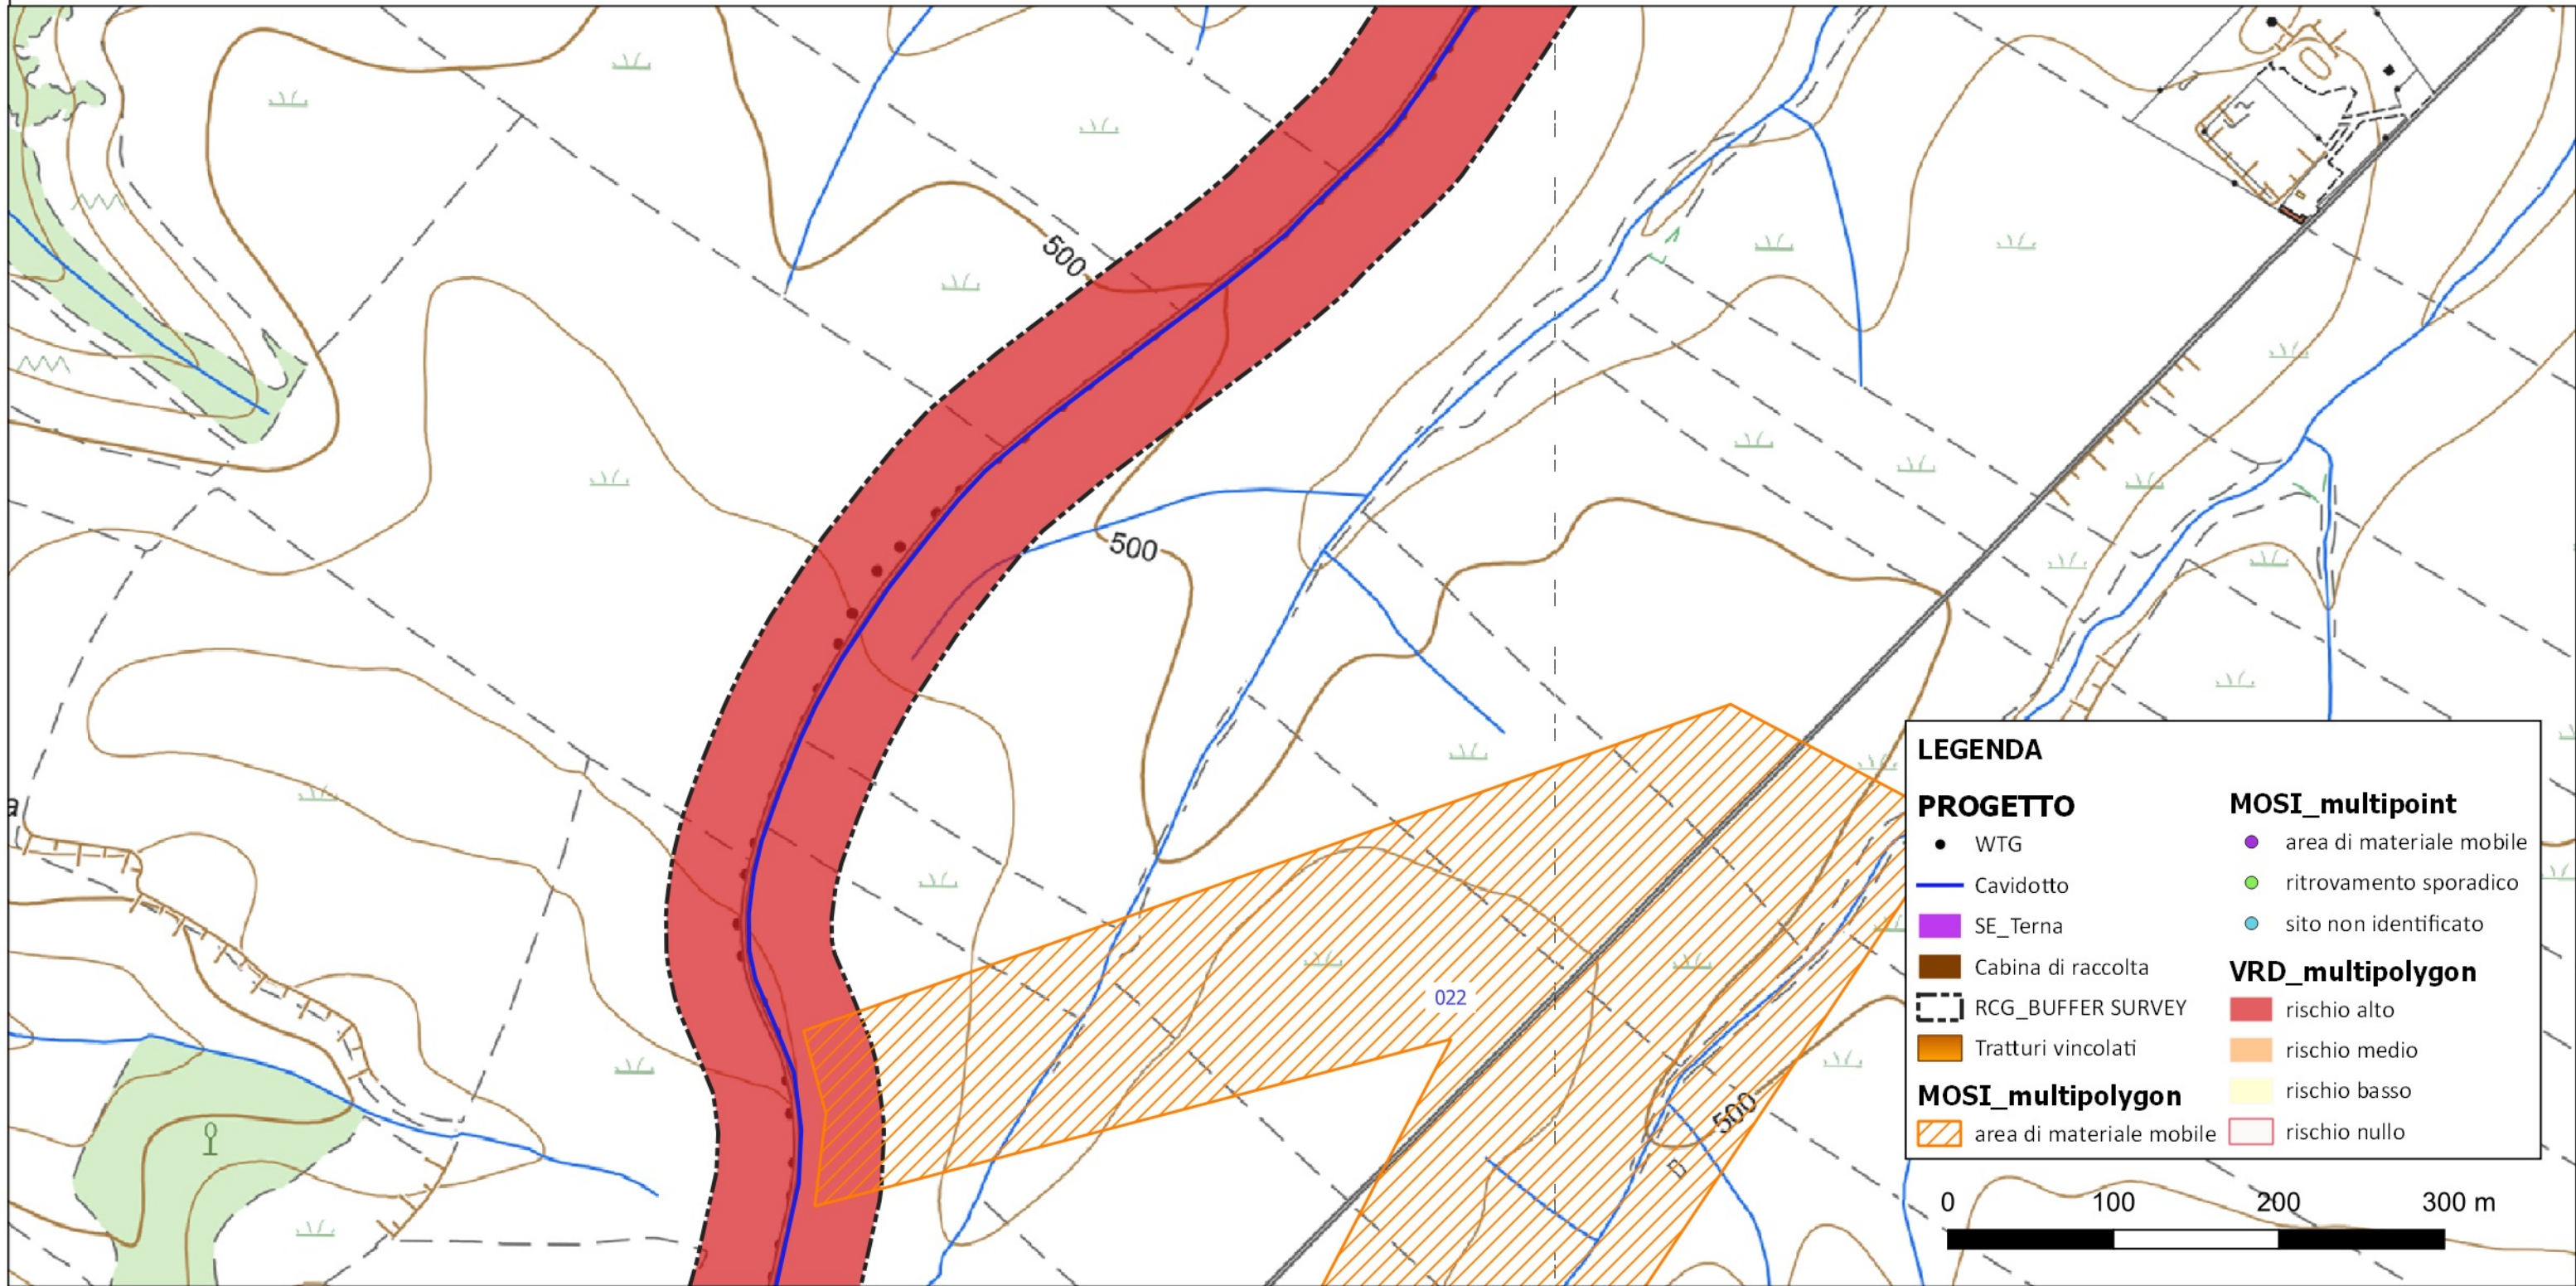 500
500
a
022
500
LEGENDA
PROGETTO
WTG
Cavidotto
SE_Terna
Cabina di raccolta
RCG_BUFFER SURVEY
Tratturi vincolati
MOSI_multipolygon
area di materiale mobile
MOSI_multipoint
area di materiale mobile
ritrovamento sporadico
sito non identificato
VRD_multipolygon
rischio alto
rischio medio
rischio basso
rischio nullo
0 100 200 300 m